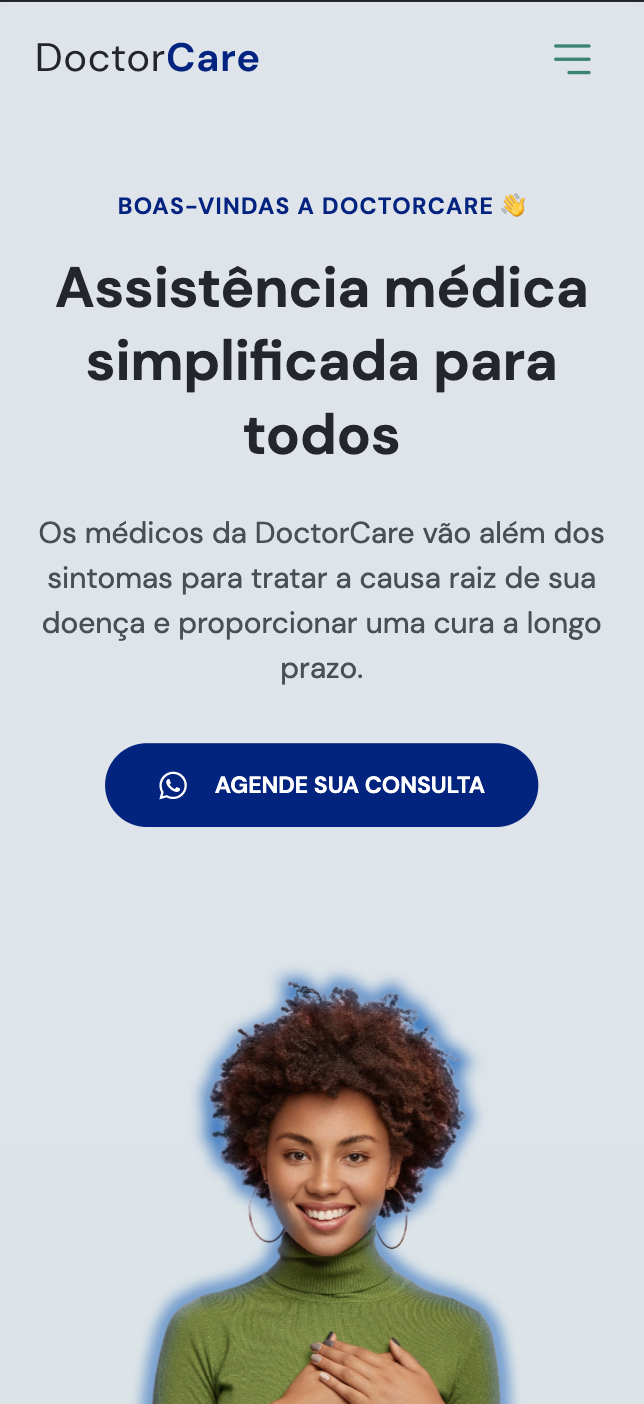 DoctorCare
BOAS-VINDAS A DOCTORCARE 👋
Assistência médica
simplificada para
todos
Os médicos da DoctorCare vão além dos
sintomas para tratar a causa raiz de sua
doença e proporcionar uma cura a longo
prazo.
AGENDE SUA CONSULTA